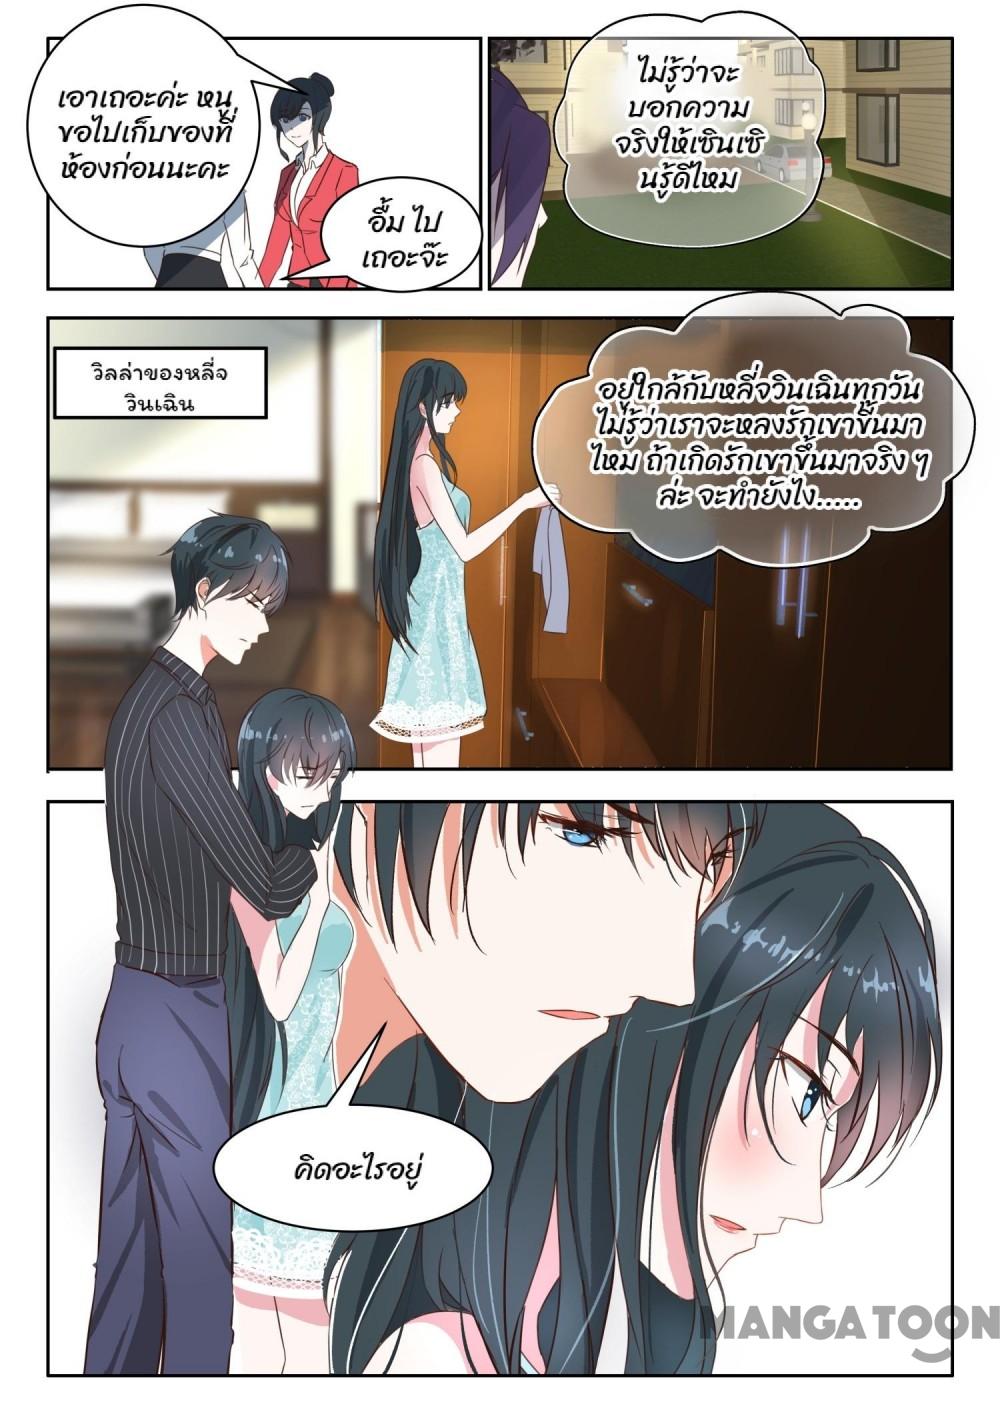 เอาเถอะค่ะ หนู
ขอไปเก็บของที่
ห้องก่อนนะคะ
อื้ม ไป
เถอะจ๊ะ
ไม่รู้ว่าจะ
บอกความ
จริงให้เซินเซิ
นรู้ดีไหม
วิลล่าของหลี่จ
วินเฉิน
อยู่ใกล้กับหลี่จวินเฉินทุกวัน
ไม่รู้ว่าเราจะหลงรักเขาขึ้นมา
ไหม ถ้าเกิดรักเขาขึ้นมาจริง ๆ
ล่ะ จะทำยังไง......
คิดอะไรอยู่
MANGATOON